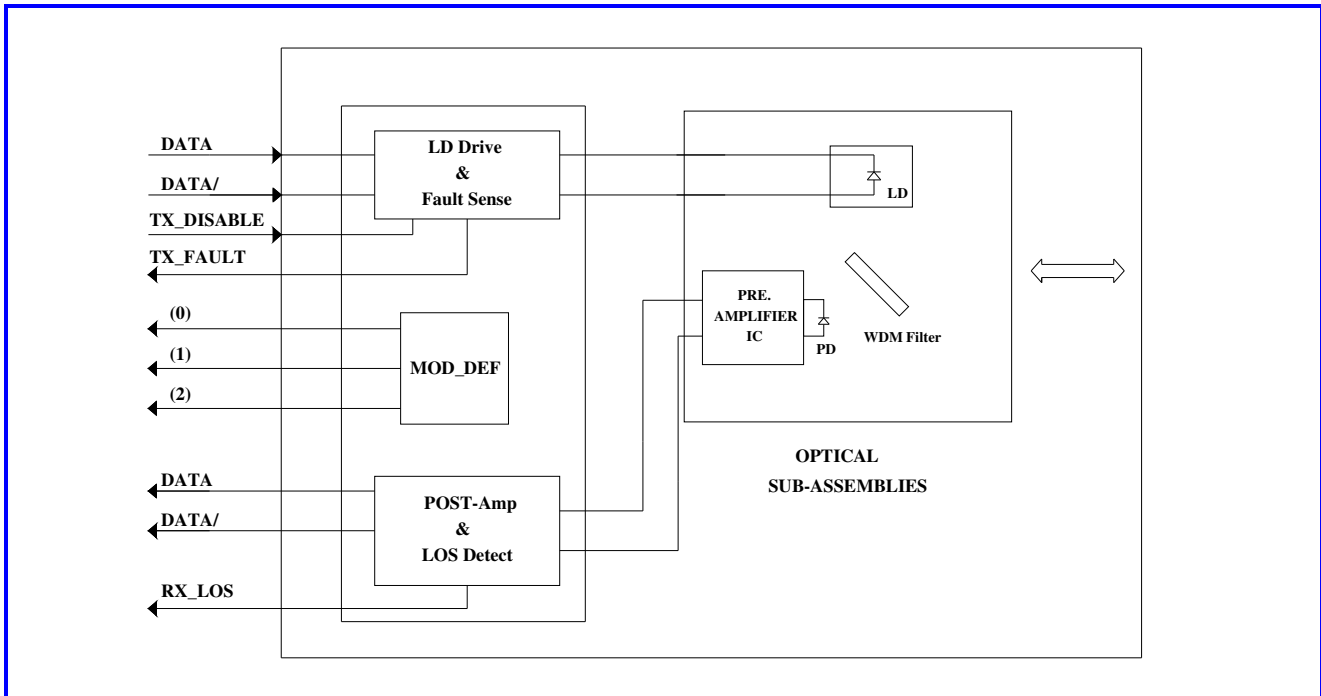 DATA
DATA/
TX_DISABLE
TX_FAULT
(0)
(1)
(2)
DATA
DATA/
RX_LOS
LD Drive
&
Fault Sense
MOD_DEF
POST-Amp
&
LOS Detect
LD
PRE.
AMPLIFIER
IC
PD
WDM Filter
OPTICAL
SUB-ASSEMBLIES